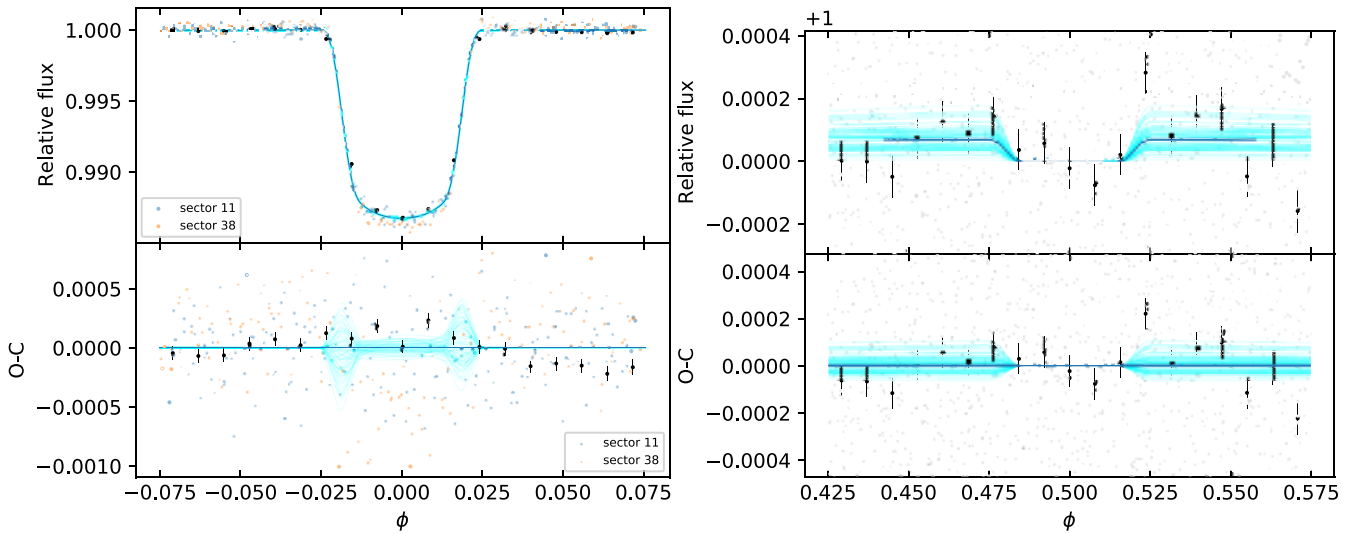 1.000
0.995
0.990
Relative flux
sector 11
sector 38
0.0005
0.0000
−0.0005
−0.0010
O–C
sector 11
sector 38
−0.075 −0.050 −0.025 0.000 0.025 0.050 0.075
ϕ
+1
0.0004
0.0002
0.0000
−0.0002
Relative flux
0.0004
0.0002
0.0000
−0.0002
−0.0004
O–C
0.425 0.450 0.475 0.500 0.525 0.550 0.575
ϕ